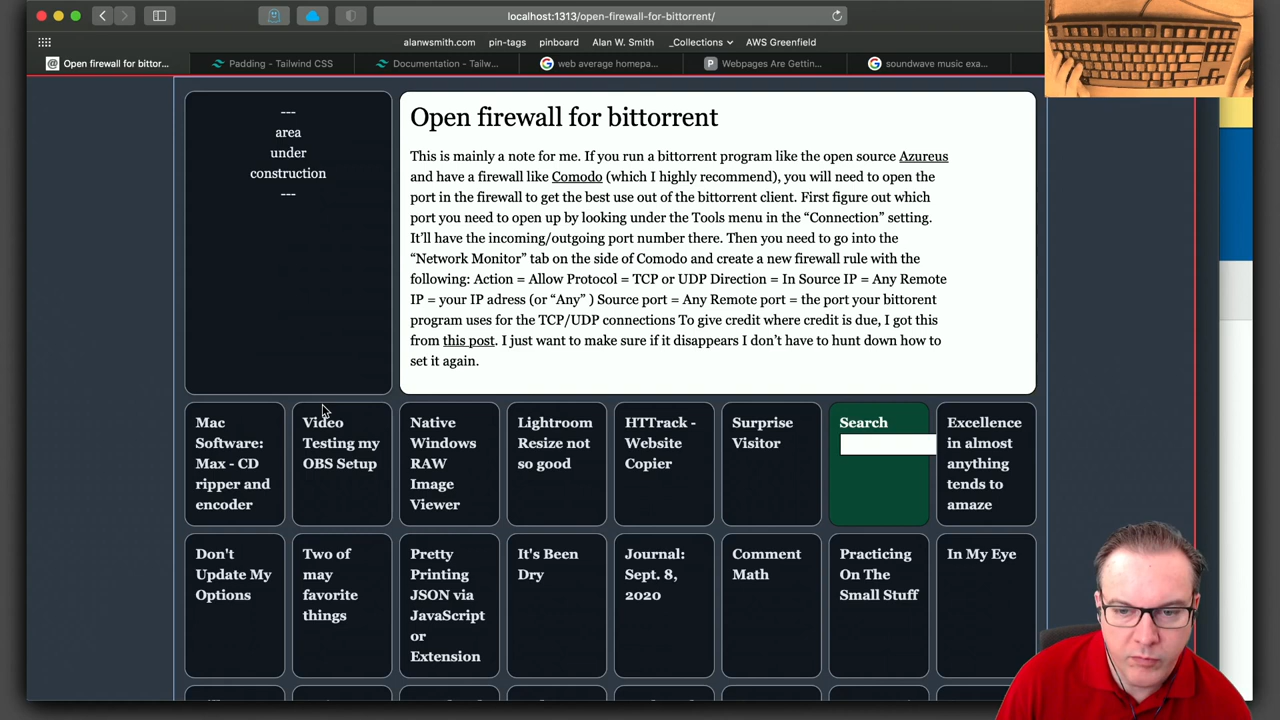 localhost:1313/open-firewall-for-bittorrent/
alanwsmith.com
pin-tags
pinboard
Alan W. Smith
_Collections
AWS Greenfield
Open firewall for bittor...
Padding - Tailwind CSS
Documentation - Tailw...
web average homepa...
Webpages Are Gettin...
soundwave music exa...
---
area
under
construction
---
Open firewall for bittorrent
This is mainly a note for me. If you run a bittorrent program like the open source Azureus
and have a firewall like Comodo (which I highly recommend), you will need to open the
port in the firewall to get the best use out of the bittorrent client. First figure out which
port you need to open up by looking under the Tools menu in the “Connection” setting.
It’ll have the incoming/outgoing port number there. Then you need to go into the
“Network Monitor” tab on the side of Comodo and create a new firewall rule with the
following: Action = Allow Protocol = TCP or UDP Direction = In Source IP = Any Remote
IP = your IP adress (or “Any” ) Source port = Any Remote port = the port your bittorent
program uses for the TCP/UDP connections To give credit where credit is due, I got this
from this post. I just want to make sure if it disappears I don’t have to hunt down how to
set it again.
Mac
Software:
Max - CD
ripper and
encoder
Video
Testing my
OBS Setup
Native
Windows
RAW
Image
Viewer
Lightroom
Resize not
so good
HTTrack -
Website
Copier
Surprise
Visitor
Search
Excellence
in almost
anything
tends to
amaze
Don't
Update My
Options
Two of
may
favorite
things
Pretty
Printing
JSON via
JavaScript
or
Extension
It's Been
Dry
Journal:
Sept. 8,
2020
Comment
Math
Practicing
On The
Small Stuff
In My Eye